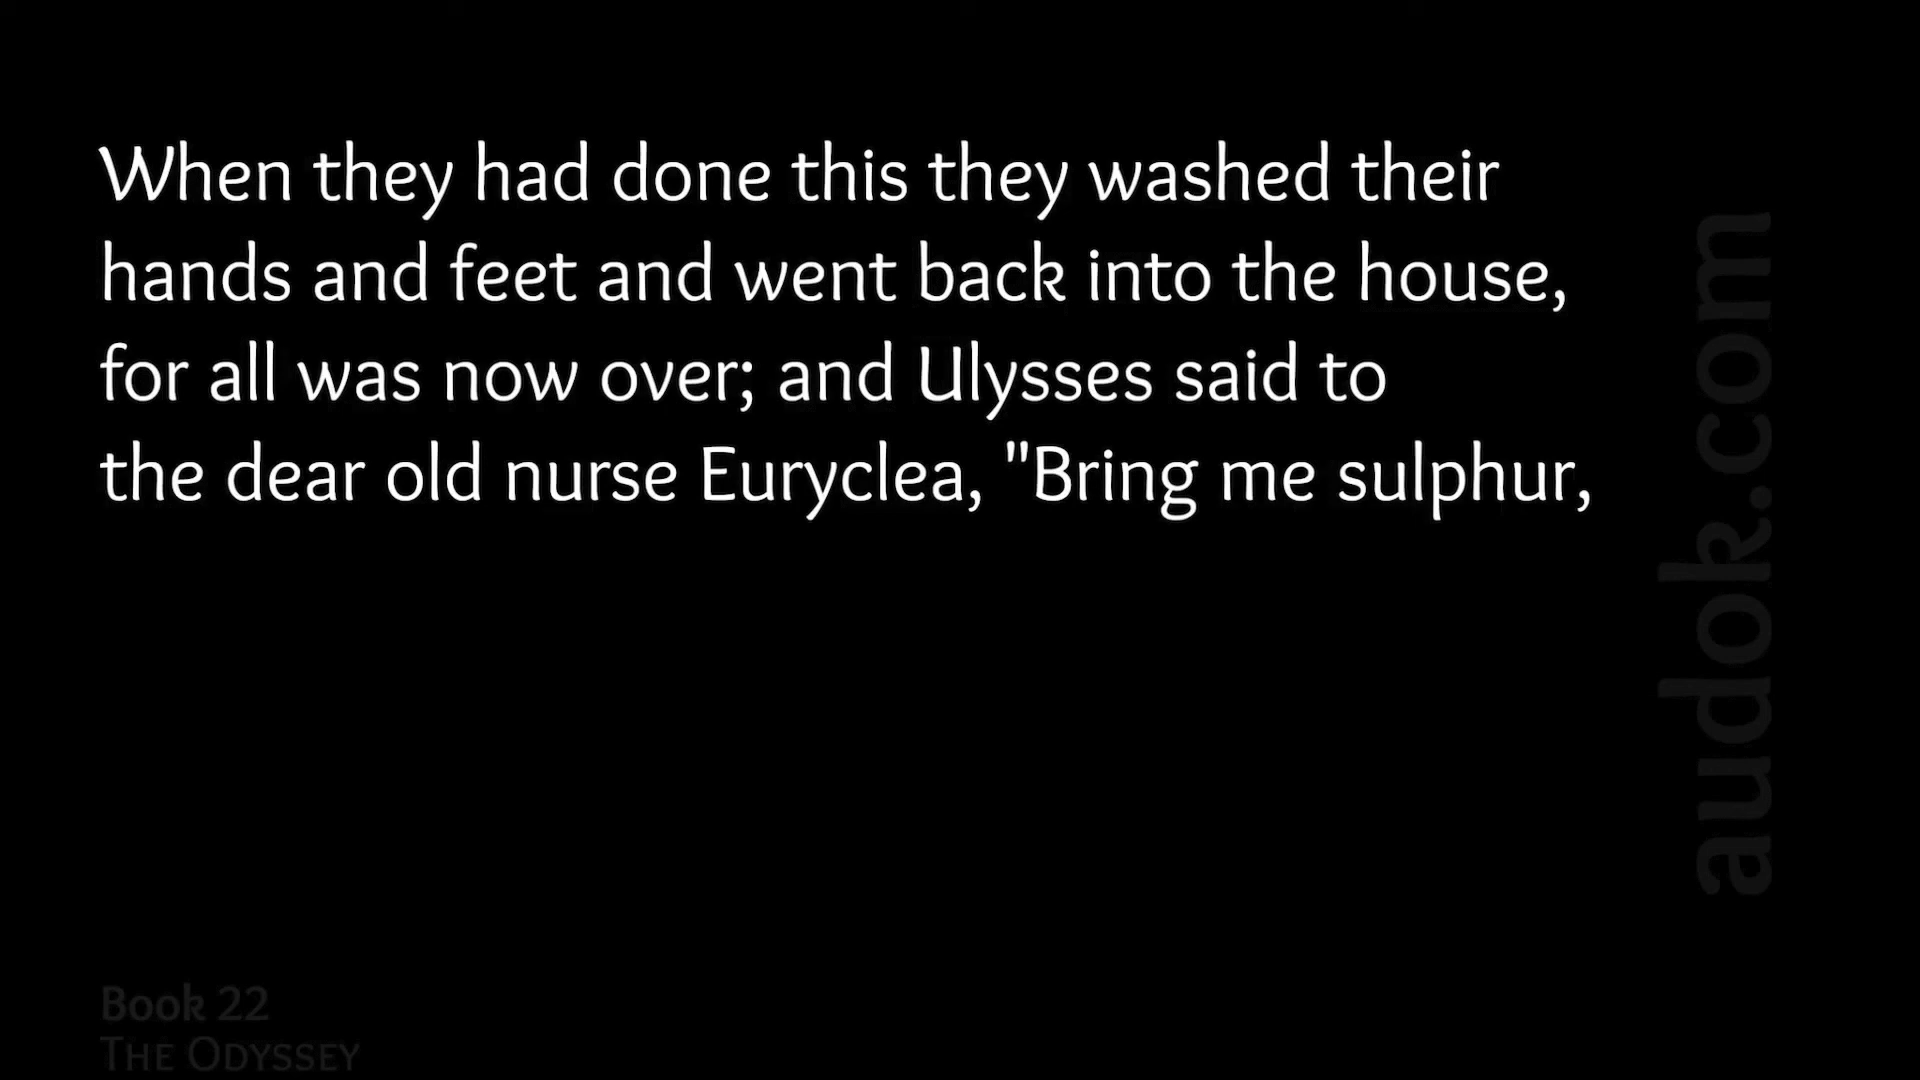 When they had done this they washed their
hands and feet and went back into the house,
for all was now over; and Ulysses said to
the dear old nurse Euryclea, "Bring me sulphur,
audok.com
Book 22
THE ODYSSEY